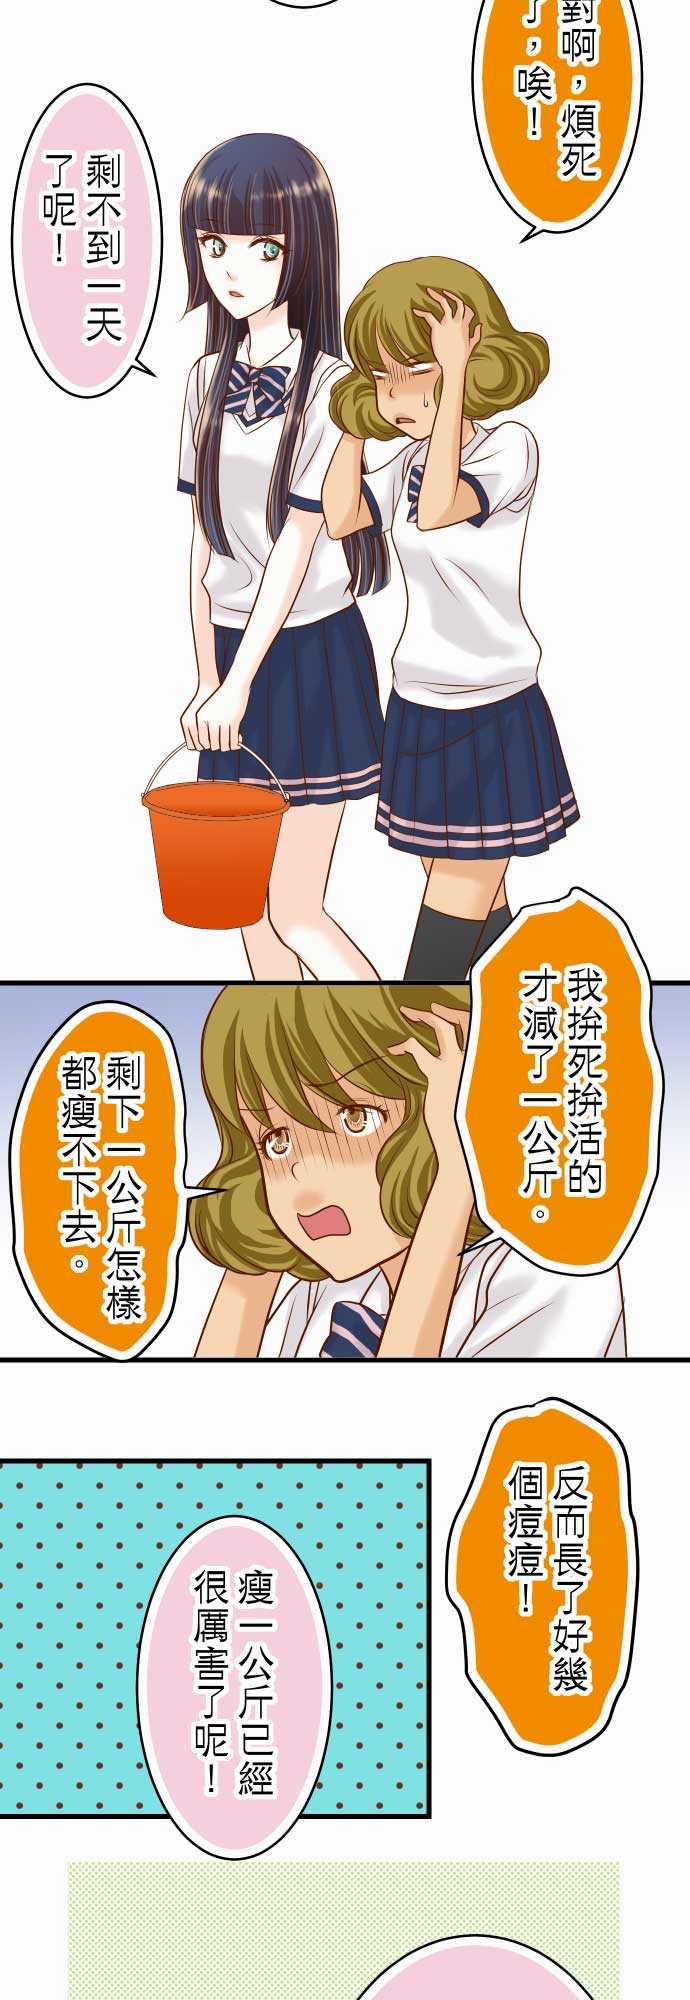 對啊，煩死
了，唉！
剩不到一天
了呢！
我拚死拚活的
才減了一公斤。
剩下一公斤怎樣
都瘦不下去。
反而長了好幾
個痘痘！
瘦一公斤已經
很厲害了呢！